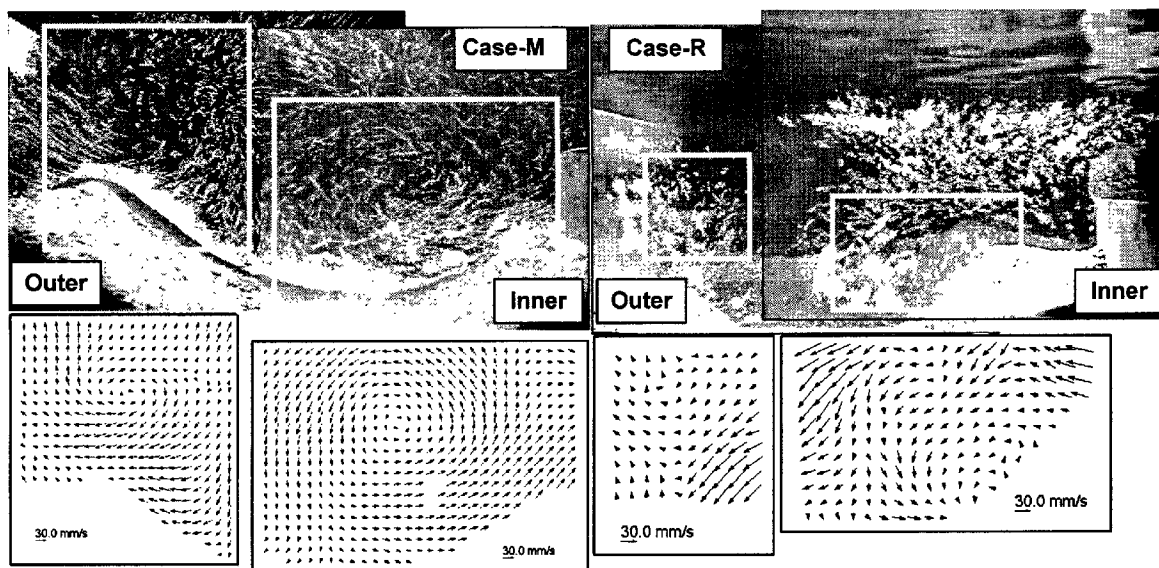 Case-M
Case-R
Outer
Inner
Outer
Inner
30.0 mm/s
30.0 mm/s
30.0 mm/s
30.0 mm/s